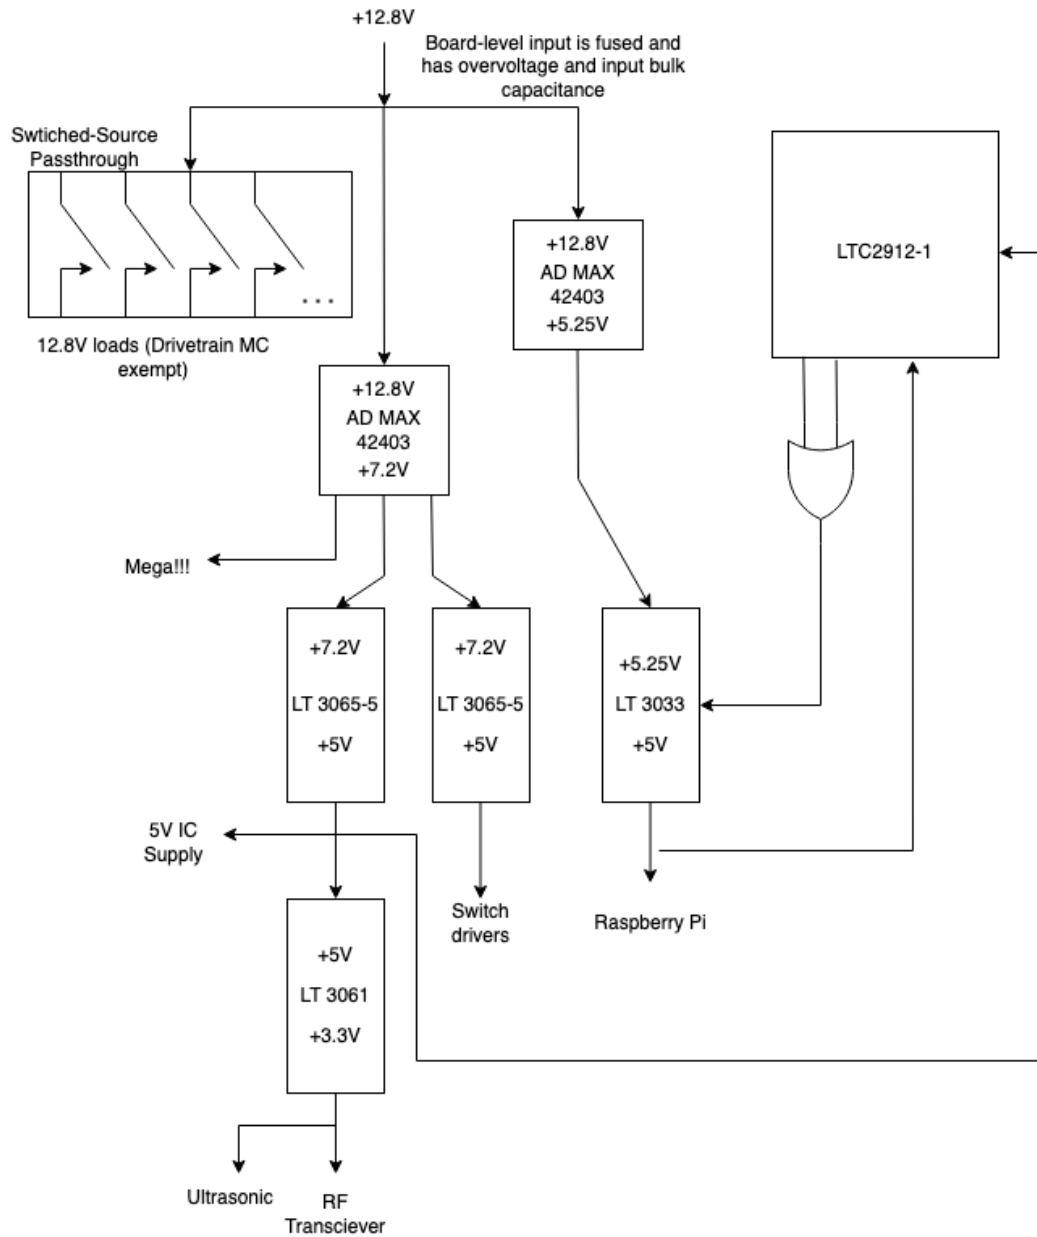 +12.8V
Board-level input is fused and
has overvoltage and input bulk
capacitance
Swtiched-Source
Passthrough
...
12.8V loads (Drivetrain MC
exempt)
+12.8V
AD MAX
42403
+5.25V
LTC2912-1
+12.8V
AD MAX
42403
+7.2V
Mega!!!
+7.2V
LT 3065-5
+5V
+7.2V
LT 3065-5
+5V
+5.25V
LT 3033
+5V
5V IC
Supply
Switch
drivers
Raspberry Pi
+5V
LT 3061
+3.3V
Ultrasonic
RF
Transciever